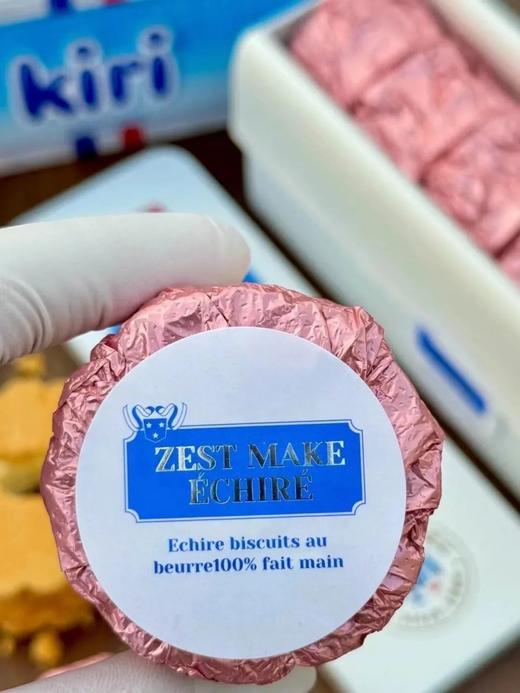 kiri
ZEST MAKE
ÉCHIRÉ
Echire biscuits au
beurre100% fait main